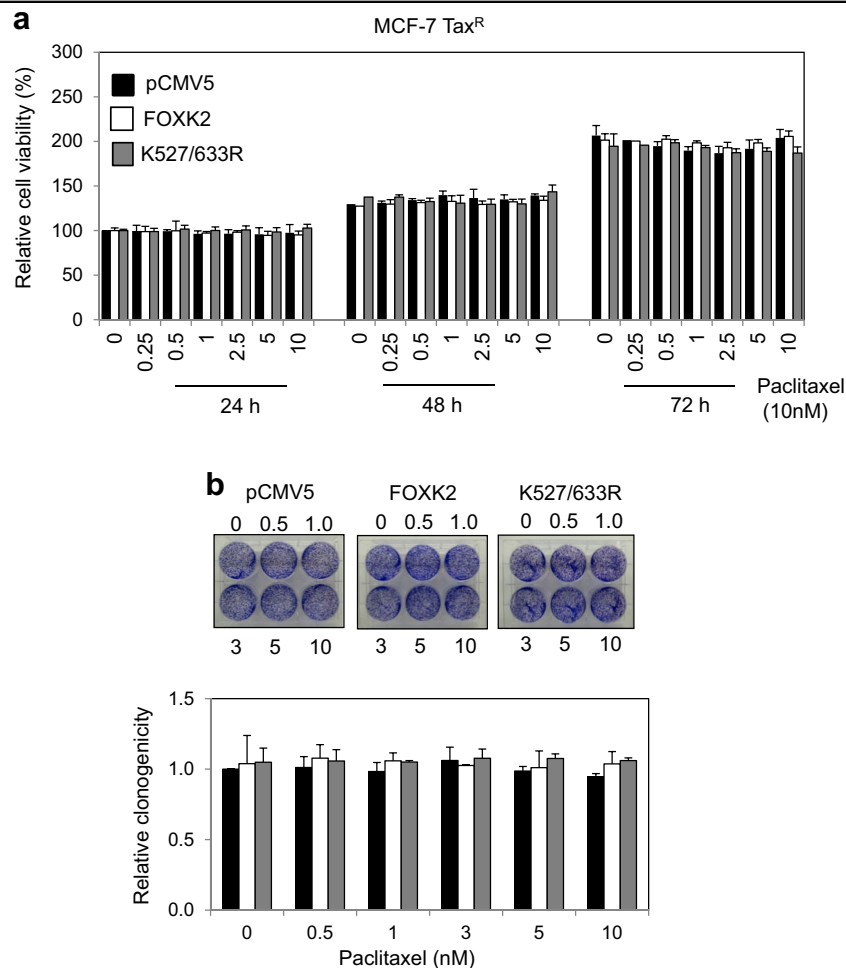 a
MCF-7 Tax^R
Relative cell viability (%)
300
250
200
150
100
50
0
pCMV5
FOXK2
K527/633R
0 0.25 0.5 1 2.5 5 10 0 0.25 0.5 1 2.5 5 10 0 0.25 0.5 1 2.5 5 10
24 h 48 h 72 h
Paclitaxel
(10nM)
b
pCMV5 FOXK2 K527/633R
0 0.5 1.0 0 0.5 1.0 0 0.5 1.0
3 5 10 3 5 10 3 5 10
Relative clonogenicity
1.5
1.0
0.5
0.0
0 0.5 1 3 5 10
Paclitaxel (nM)